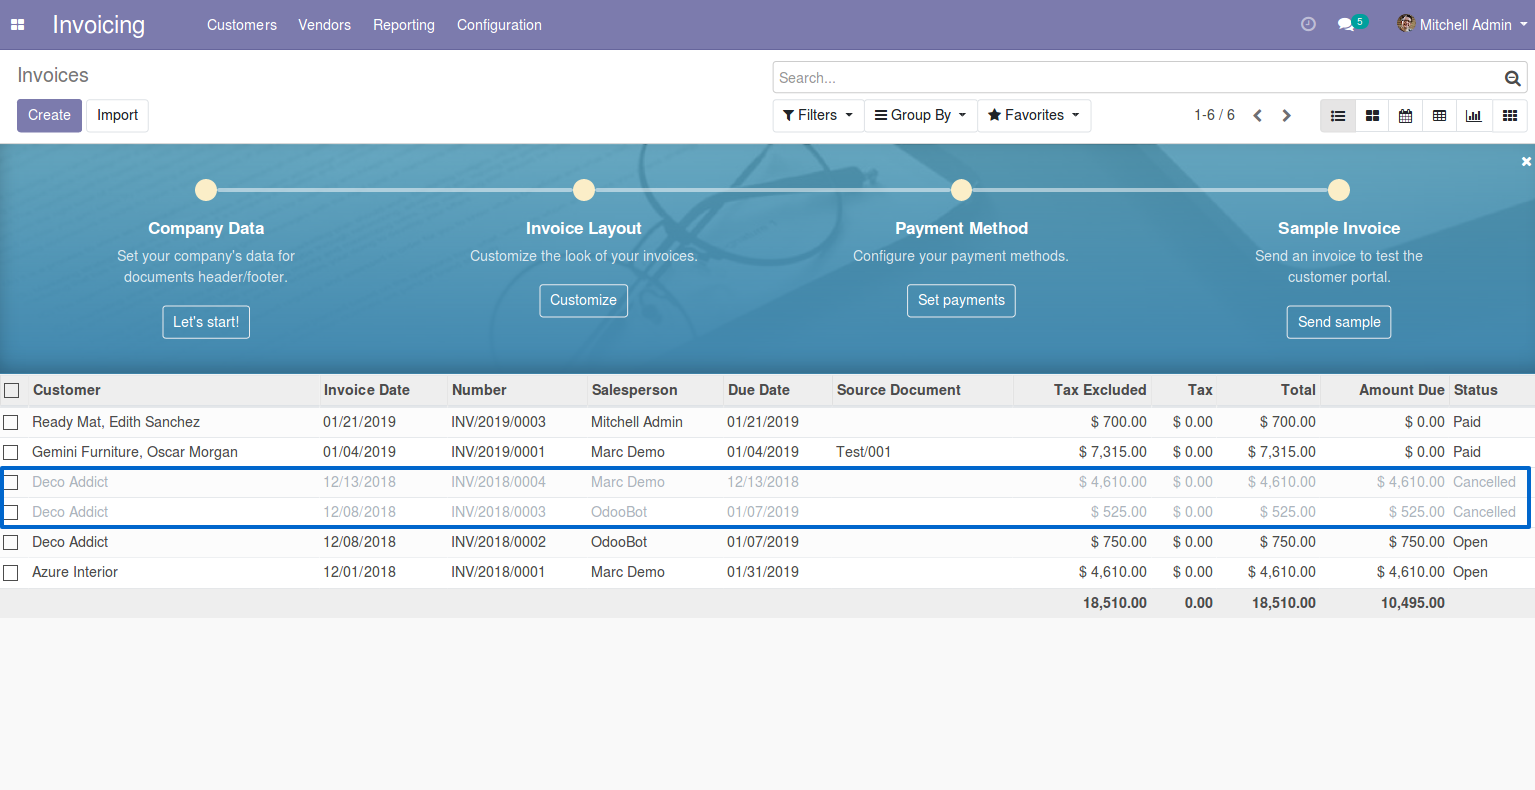 Invoicing Customers Vendors Reporting Configuration 5 Mitchell Admin
Invoices Search...
Create Import Filters Group By Favorites 1-6 / 6
Company Data Invoice Layout Payment Method Sample Invoice
Set your company's data for Customize the look of your invoices. Configure your payment methods. Send an invoice to test the
documents header/footer. customer portal.
Customize Set payments
Let's start! Send sample
Customer Invoice Date Number Salesperson Due Date Source Document Tax Excluded Tax Total Amount Due Status
Ready Mat, Edith Sanchez 01/21/2019 INV/2019/0003 Mitchell Admin 01/21/2019 $ 700.00 $ 0.00 $ 700.00 $ 0.00 Paid
Gemini Furniture, Oscar Morgan 01/04/2019 INV/2019/0001 Marc Demo 01/04/2019 Test/001 $ 7,315.00 $ 0.00 $ 7,315.00 $ 0.00 Paid
Deco Addict 12/13/2018 INV/2018/0004 Marc Demo 12/13/2018 $ 4,610.00 $ 0.00 $ 4,610.00 $ 4,610.00 Cancelled
Deco Addict 12/08/2018 INV/2018/0003 OdooBot 01/07/2019 $ 525.00 $ 0.00 $ 525.00 $ 525.00 Cancelled
Deco Addict 12/08/2018 INV/2018/0002 OdooBot 01/07/2019 $ 750.00 $ 0.00 $ 750.00 $ 750.00 Open
Azure Interior 12/01/2018 INV/2018/0001 Marc Demo 01/31/2019 $ 4,610.00 $ 0.00 $ 4,610.00 $ 4,610.00 Open
18,510.00 0.00 18,510.00 10,495.00